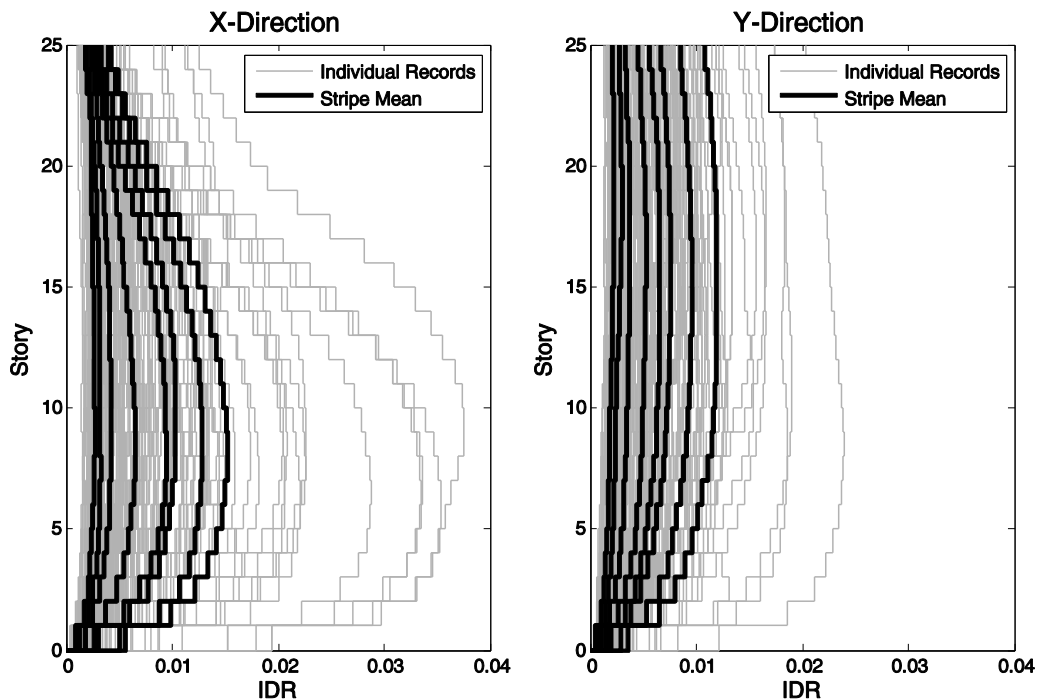 X-Direction
Individual Records
Stripe Mean
25
20
15
10
5
0
Story
0
0.01
0.02
0.03
0.04
IDR
Y-Direction
Individual Records
Stripe Mean
25
20
15
10
5
0
Story
0
0.01
0.02
0.03
0.04
IDR